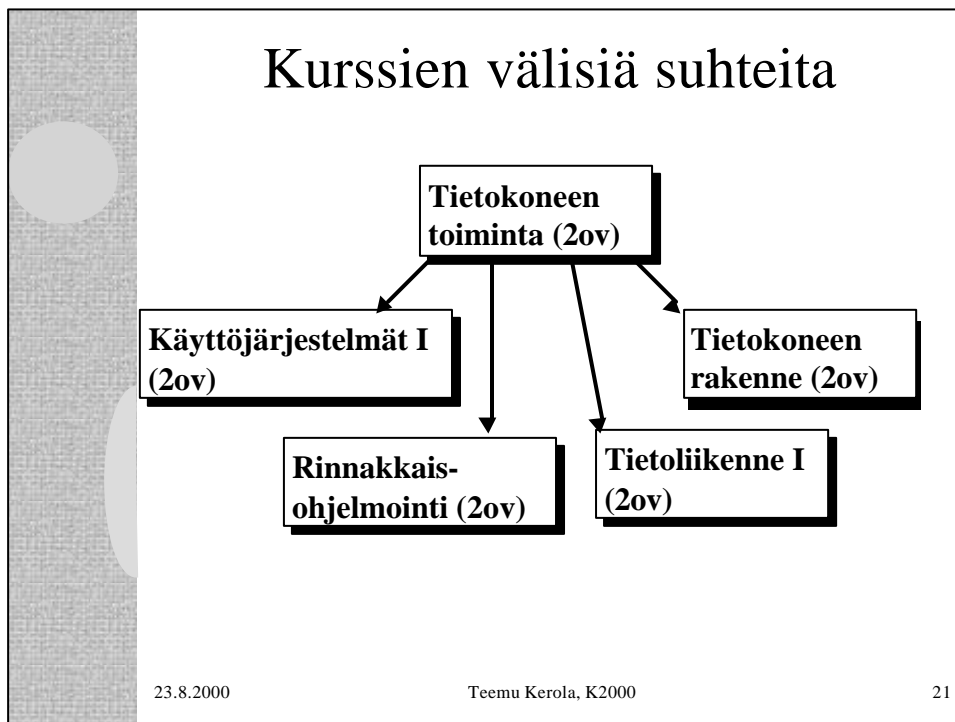 Kurssien välisiä suhteita
Tietokoneen
toiminta (2ov)
Käyttöjärjestelmät I
(2ov)
Tietokoneen
rakenne (2ov)
Rinnakkais-
ohjelmointi (2ov)
Tietoliikenne I
(2ov)
23.8.2000
Teemu Kerola, K2000
21